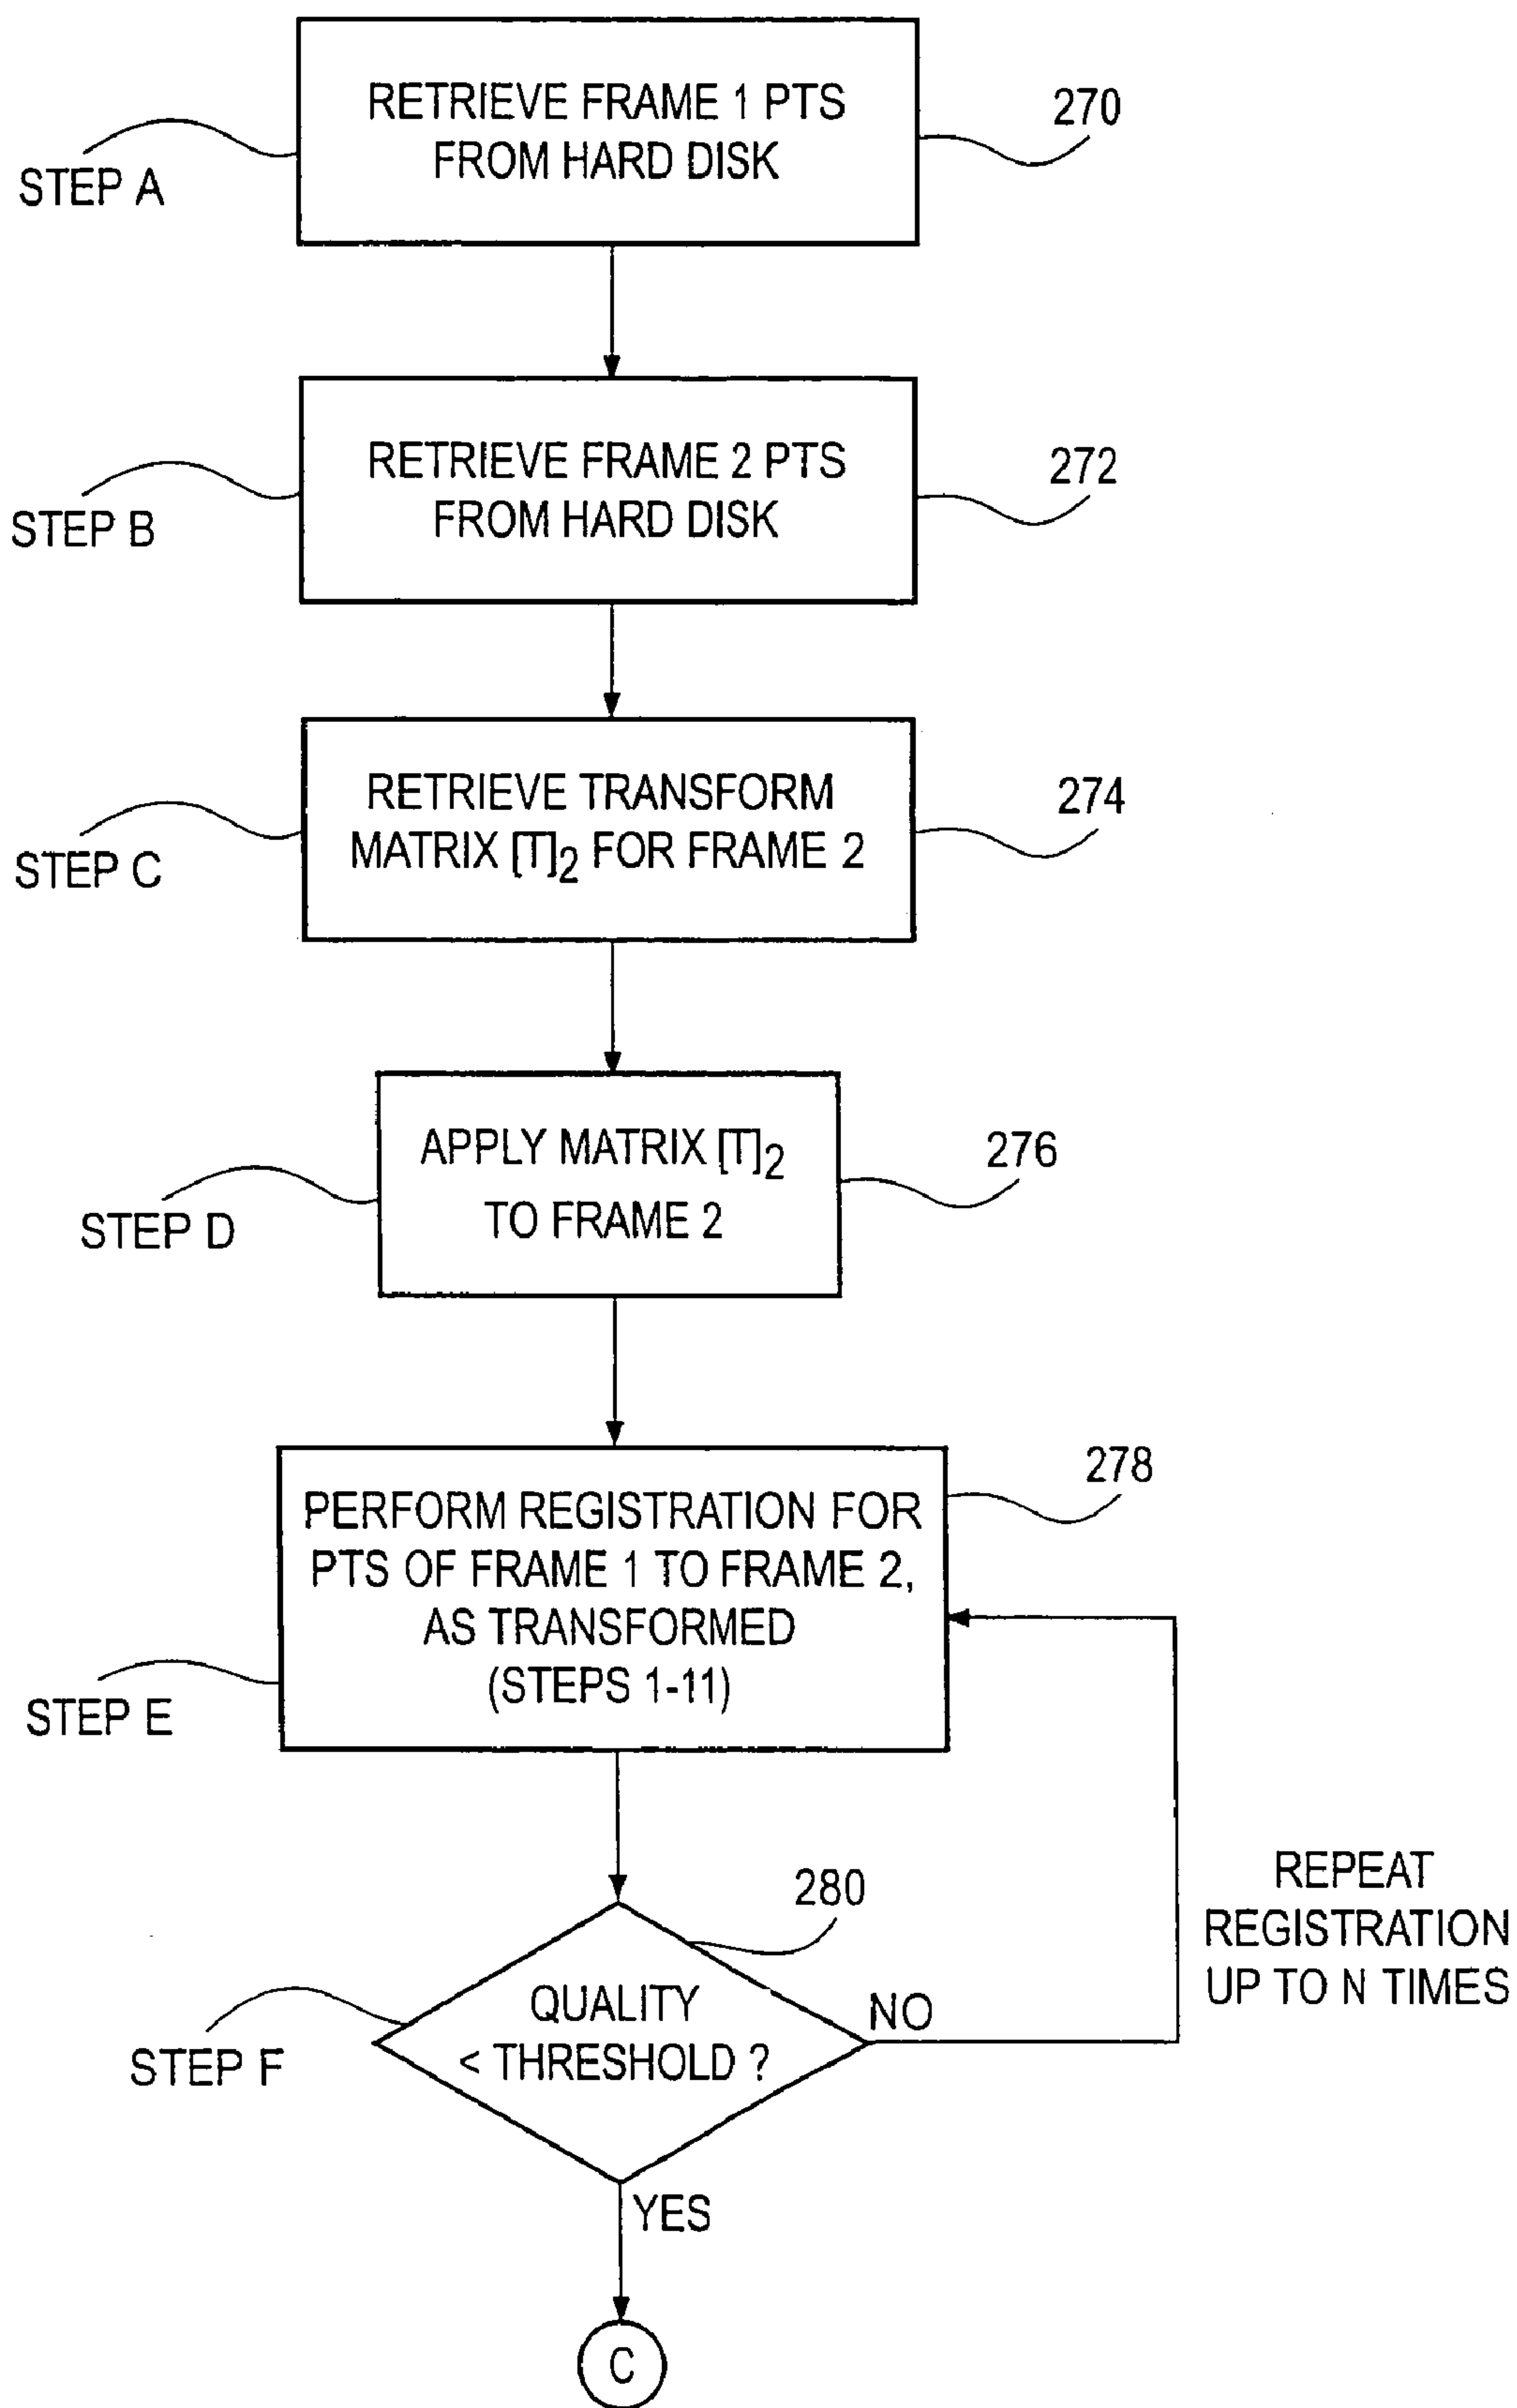 RETRIEVE FRAME 1 PTS
FROM HARD DISK
270
STEP A
RETRIEVE FRAME 2 PTS
FROM HARD DISK
272
STEP B
RETRIEVE TRANSFORM
MATRIX [T]2 FOR FRAME 2
274
STEP C
APPLY MATRIX [T]2
TO FRAME 2
276
STEP D
PERFORM REGISTRATION FOR
PTS OF FRAME 1 TO FRAME 2,
AS TRANSFORMED
(STEPS 1-11)
278
STEP E
280
QUALITY
< THRESHOLD ?
STEP F
NO
REPEAT
REGISTRATION
UP TO N TIMES
YES
C